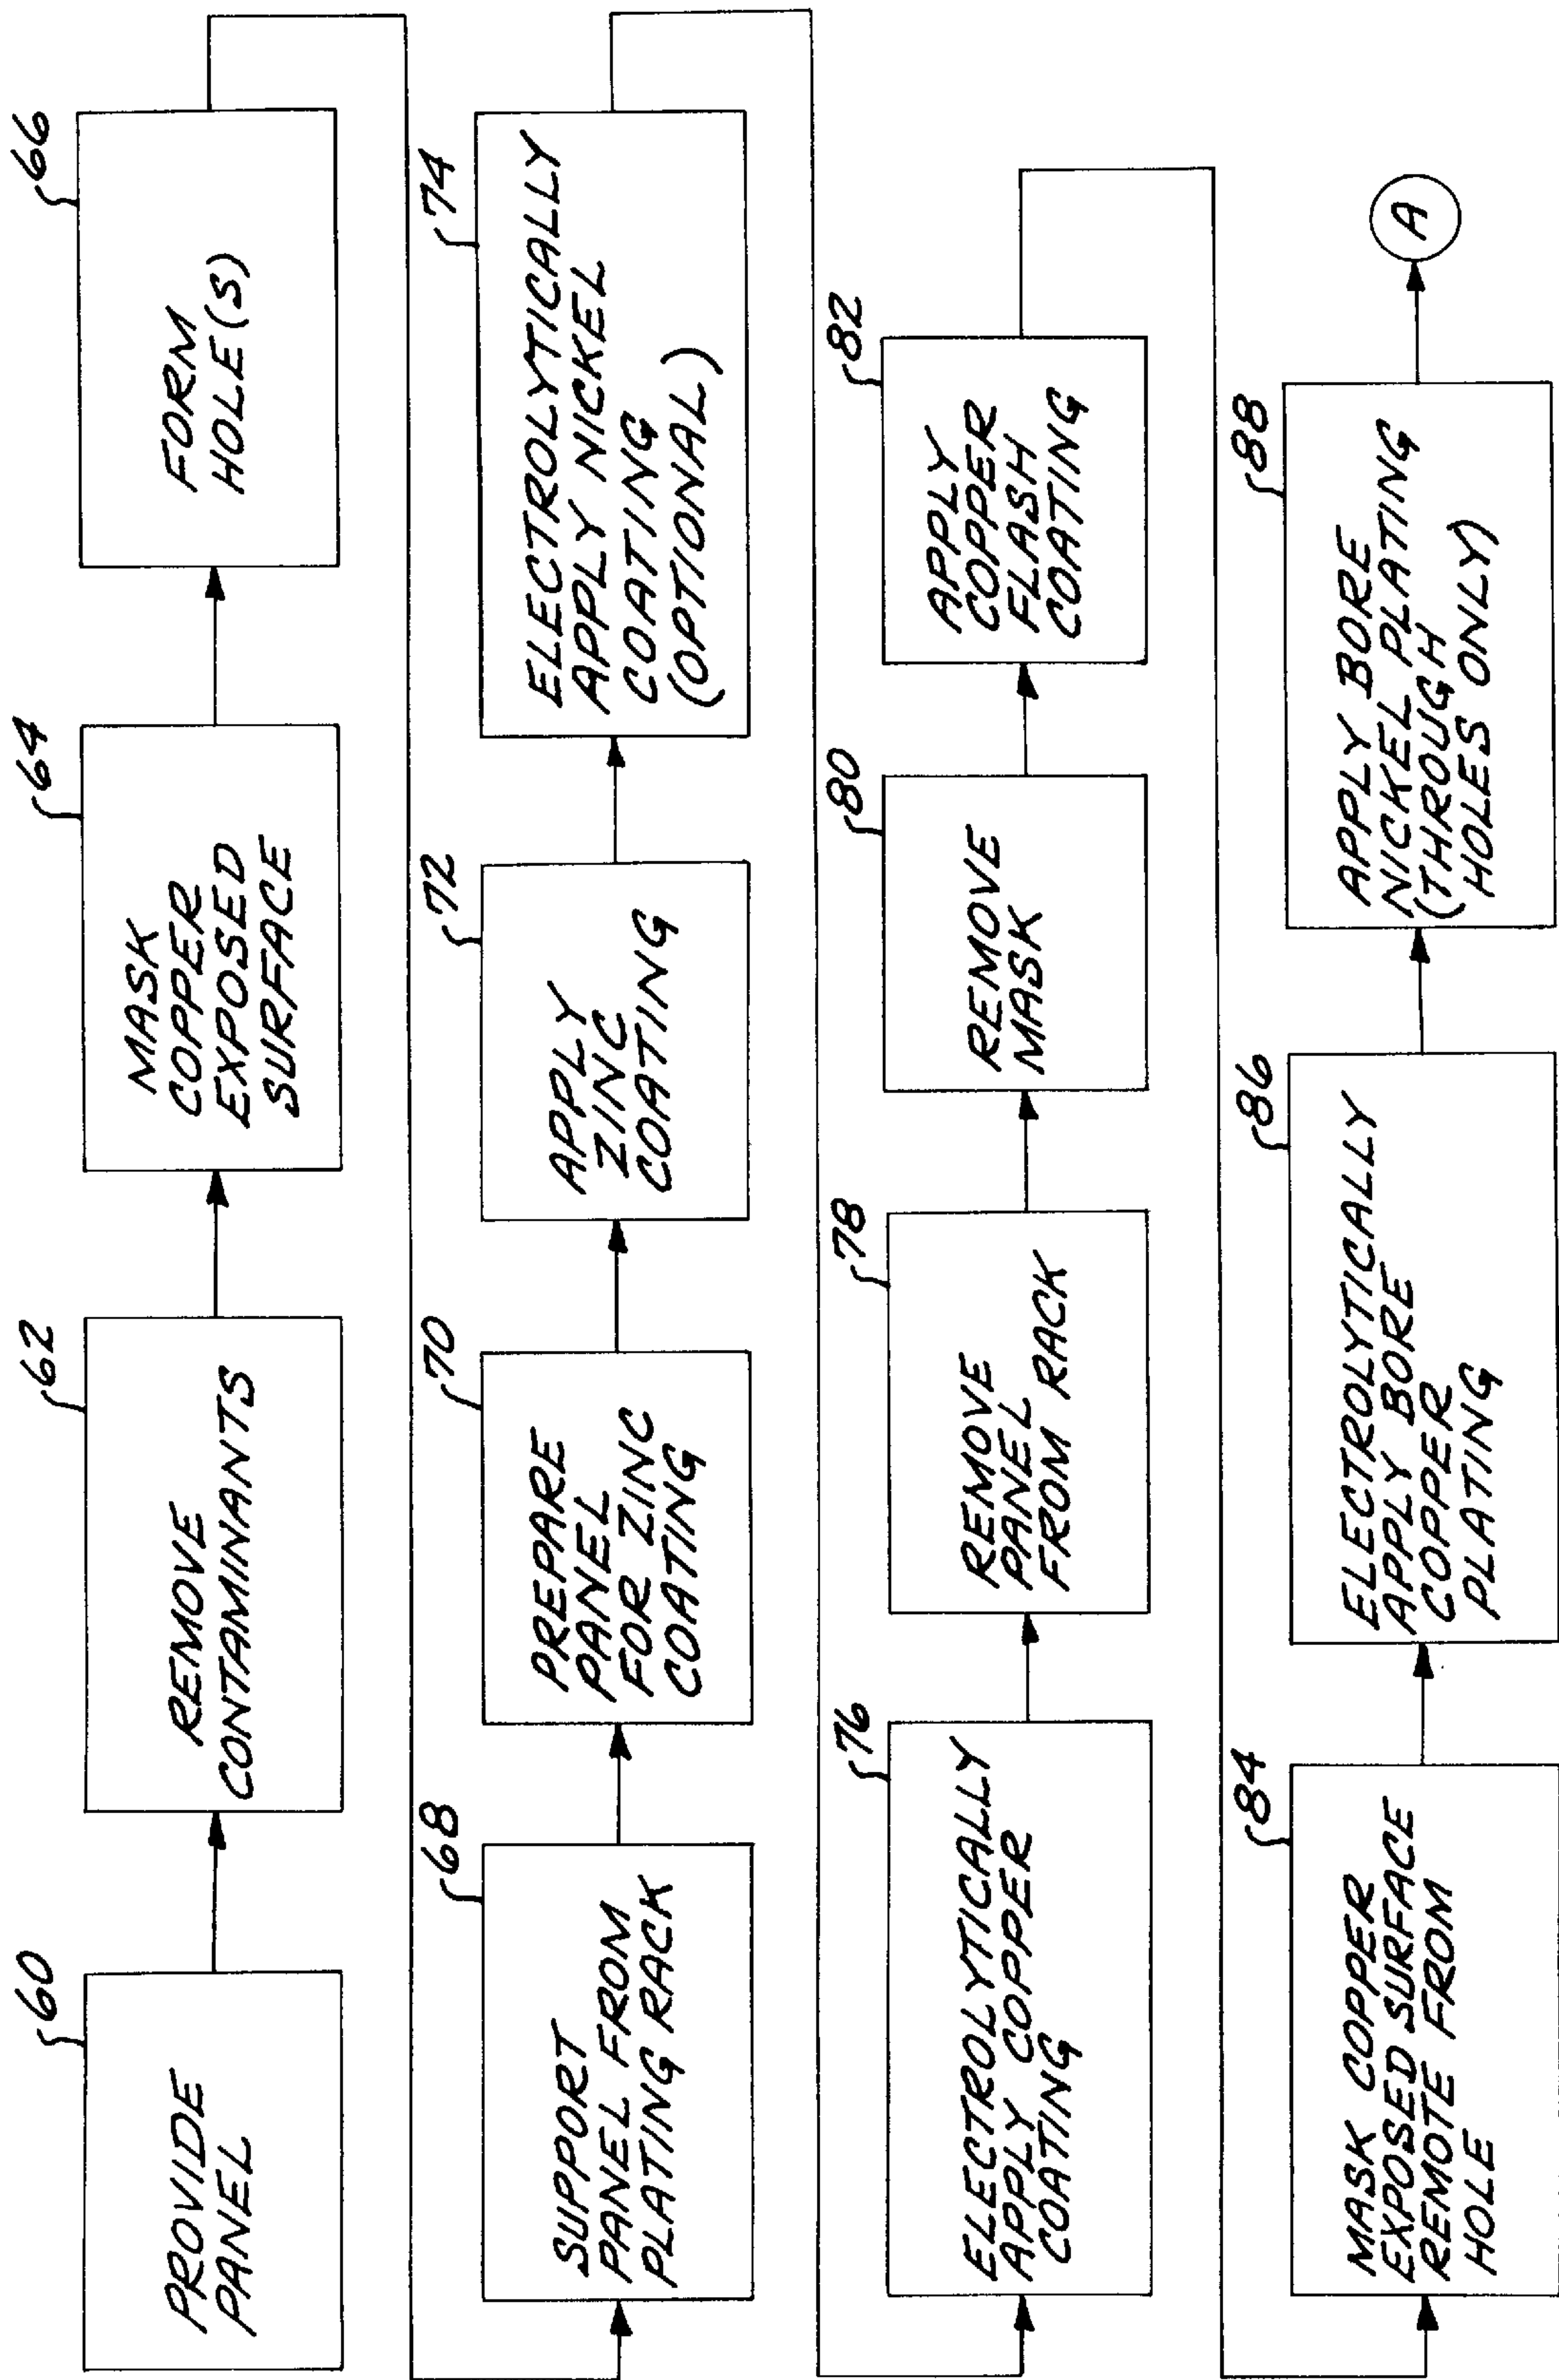 60
PROVIDE
PANEL
62
REMOVE
CONTAMINANTS
64
MASK
COPPER
EXPOSED
SURFACE
66
FORM
HOLE(S)
68
SUPPORT
PANEL FROM
PLATING RACK
70
PREPARE
PANEL
FOR ZINC
COATING
72
APPLY
ZINC
COATING
74
ELECTROLYTICALLY
APPLY NICKEL
COATING
(OPTIONAL)
76
ELECTROLYTICALLY
APPLY COPPER
COATING
78
REMOVE
PANEL
FROM RACK
80
REMOVE
MASK
82
APPLY
COPPER
FLASH
COATING
84
MASK COPPER
EXPOSED SURFACE
REMOTE FROM
HOLE
86
ELECTROLYTICALLY
APPLY BORE
COPPER
PLATING
88
APPLY BORE
NICKEL PLATING
(THROUGH
HOLES ONLY)
A